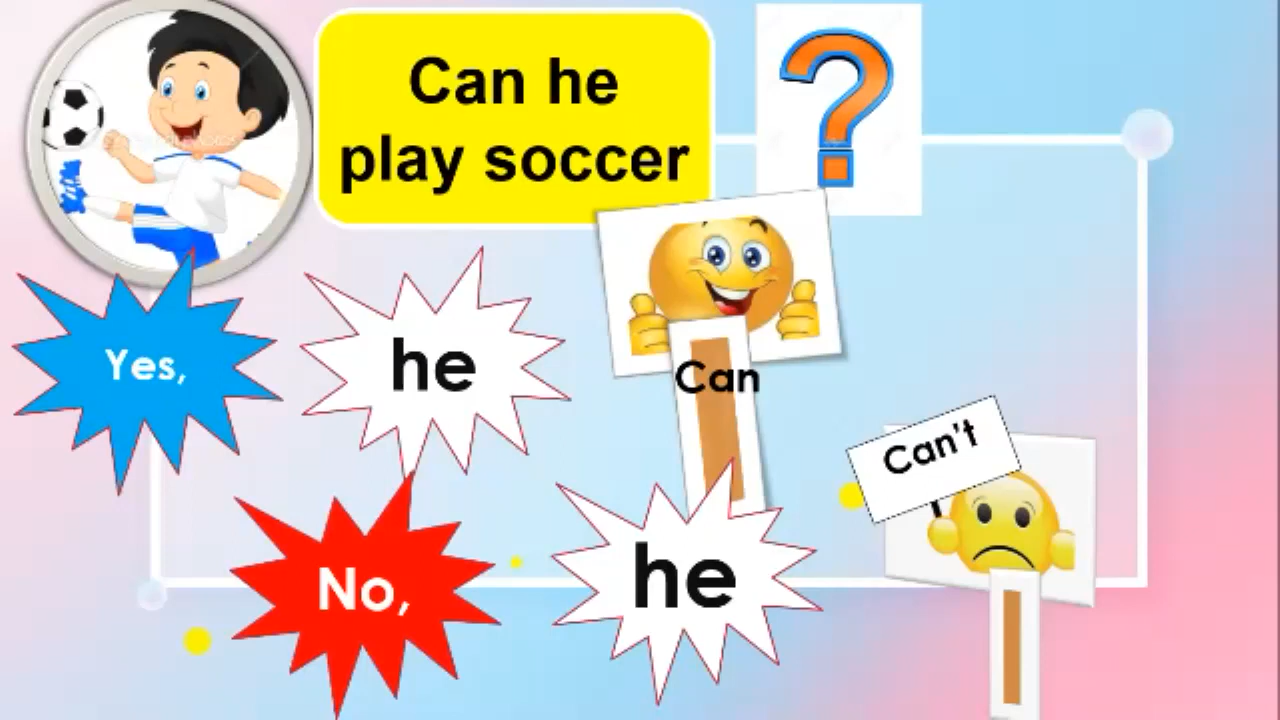 Can he
play soccer
?
Yes,
he
Can
Can't
No,
he